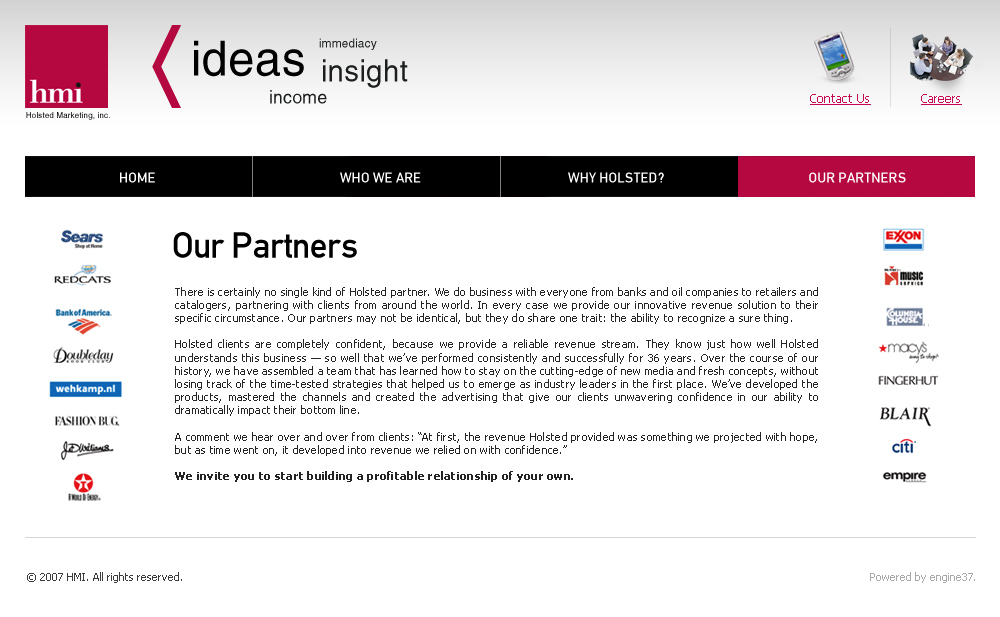 hmi
Holsted Marketing, inc.
immediacy
ideas
insight
income
Contact Us
Careers
HOME
WHO WE ARE
WHY HOLSTED?
OUR PARTNERS
Sears
Shop at Home
REDCATS
Bank of America
Doubleday
BOOK CLUB
wehkamp.nl
FASHION BUG.
Our Partners
There is certainly no single kind of Holsted partner. We do business with everyone from banks and oil companies to retailers and
catalogers, partnering with clients from around the world. In every case we provide our innovative revenue solution to their
specific circumstance. Our partners may not be identical, but they do share one trait: the ability to recognize a sure thing.
Holsted clients are completely confident, because we provide a reliable revenue stream. They know just how well Holsted
understands this business — so well that we’ve performed consistently and successfully for 36 years. Over the course of our
history, we have assembled a team that has learned how to stay on the cutting-edge of new media and fresh concepts, without
losing track of the time-tested strategies that helped us to emerge as industry leaders in the first place. We’ve developed the
products, mastered the channels and created the advertising that give our clients unwavering confidence in our ability to
dramatically impact their bottom line.
A comment we hear over and over from clients: “At first, the revenue Holsted provided was something we projected with hope,
but as time went on, it developed into revenue we relied on with confidence.”
We invite you to start building a profitable relationship of your own.
EXXON
MUSIC
SERVICE
COLUMBIA
HOUSE
macy's
way to shop!
FINGERHUT
BLAIR
citi
empire
© 2007 HMI. All rights reserved.
Powered by engine37.